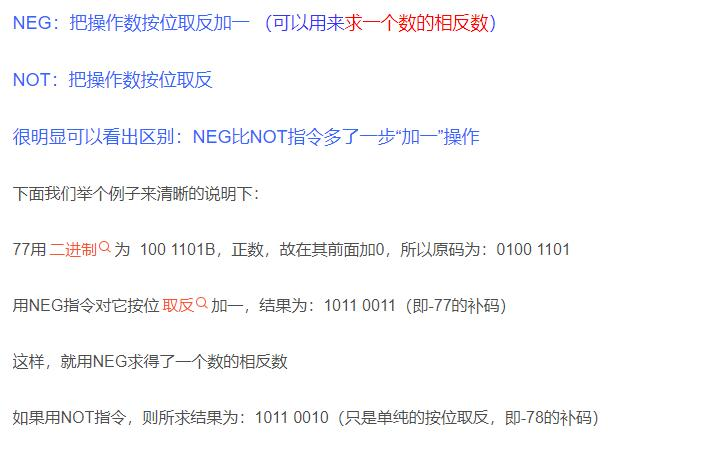 NEG：把操作数按位取反加一 （可以用来求一个数的相反数）
NOT：把操作数按位取反
很明显可以看出区别：NEG比NOT指令多了一步“加一”操作
下面我们举个例子来清晰的说明下：
77用 二进制 为  100 1101B，正数，故在其前面加0，所以原码为：0100 1101
用NEG指令对它按位 取反 加一，结果为：1011 0011（即-77的补码）
这样，就用NEG求得了一个数的相反数
如果用NOT指令，则所求结果为：1011 0010（只是单纯的按位取反，即-78的补码）